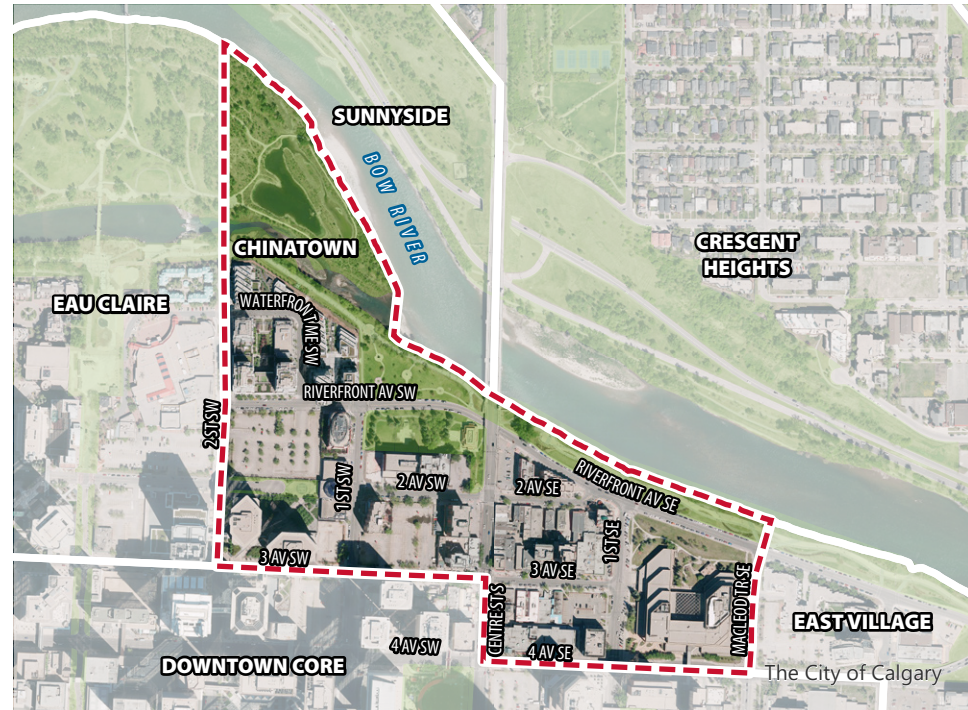 SUNNYSIDE
BOW RIVER
CHINATOWN
CRESCENT
HEIGHTS
EAU CLAIRE
WATERFRONT ME SW
RIVERFRONT AV SW
2 ST SW
1 ST SW
2 AV SW
2 AV SE
RIVERFRONT AV SE
1 ST SE
3 AV SW
3 AV SE
CENTRE ST S
MACLEOD TR SE
4 AV SW
4 AV SE
EAST VILLAGE
DOWNTOWN CORE
The City of Calgary